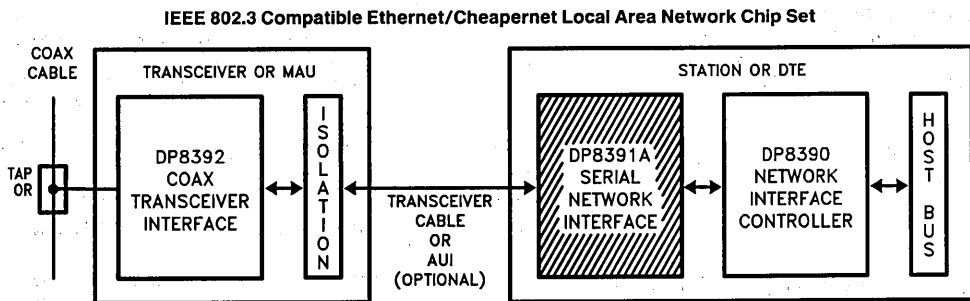 IEEE 802.3 Compatible Ethernet/Cheapernet Local Area Network Chip Set
COAX
CABLE
TAP
OR
TRANSCEIVER OR MAU
DP8392
COAX
TRANSCEIVER
INTERFACE
ISOLATION
TRANSCEIVER
CABLE
OR
AUI
(OPTIONAL)
STATION OR DTE
DP8391A
SERIAL
NETWORK
INTERFACE
DP8390
NETWORK
INTERFACE
CONTROLLER
HOST BUS